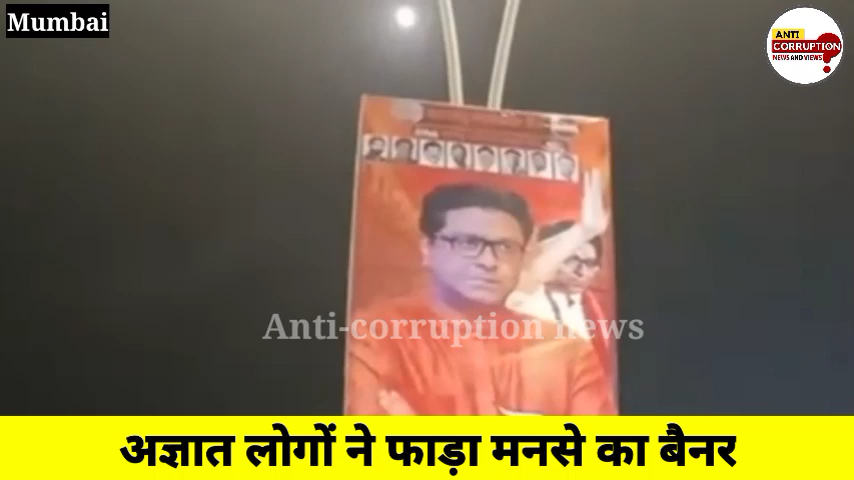 Mumbai
ANTI
CORRUPTION
NEWS AND VIEWS
Anti-corruption news
अज्ञात लोगों ने फाड़ा मनसे का बैनर